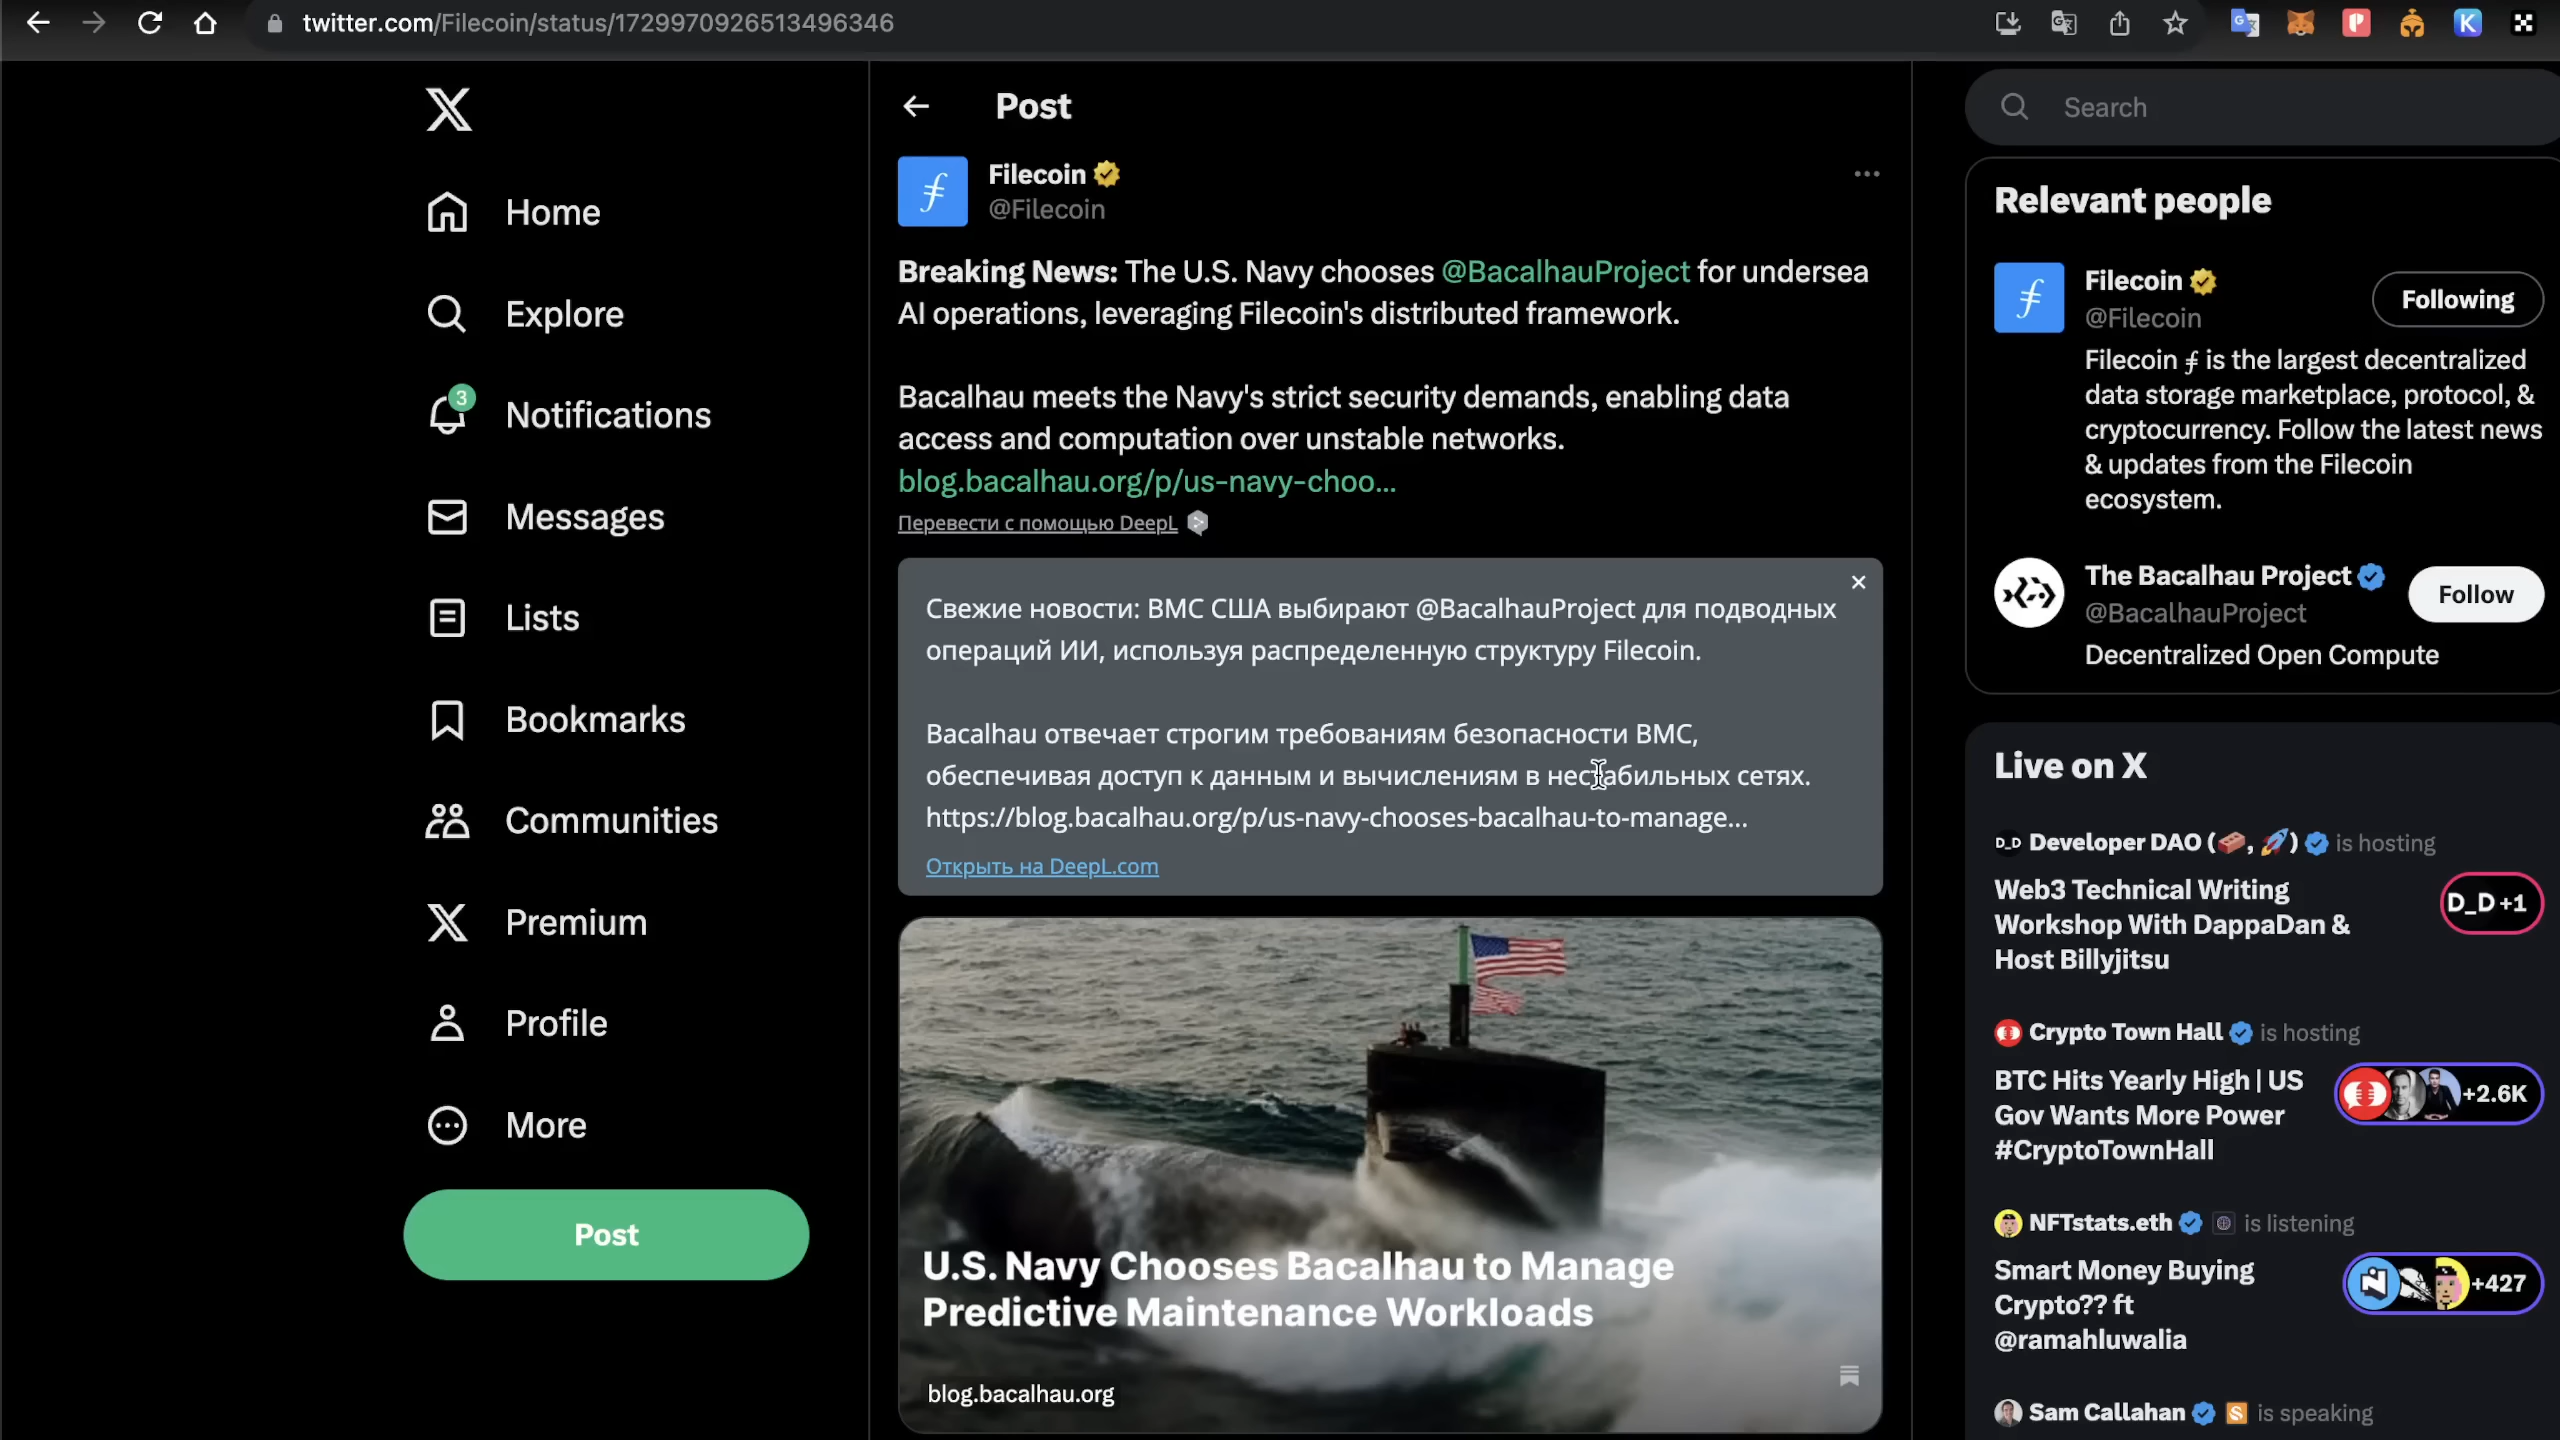 twitter.com/Filecoin/status/1729970926513496346
Home
Explore
3
Notifications
Messages
Lists
Bookmarks
Communities
Premium
Profile
More
Post
Post
Filecoin
@Filecoin
Breaking News: The U.S. Navy chooses @BacalhauProject for undersea
AI operations, leveraging Filecoin's distributed framework.
Bacalhau meets the Navy's strict security demands, enabling data
access and computation over unstable networks.
blog.bacalhau.org/p/us-navy-choo...
Перевести с помощью DeepL
Свежие новости: ВМС США выбирают @BacalhauProject для подводных
операций ИИ, используя распределенную структуру Filecoin.
Bacalhau отвечает строгим требованиям безопасности ВМС,
обеспечивая доступ к данным и вычислениям в нестабильных сетях.
https://blog.bacalhau.org/p/us-navy-chooses-bacalhau-to-manage...
Открыть на DeepL.com
U.S. Navy Chooses Bacalhau to Manage
Predictive Maintenance Workloads
blog.bacalhau.org
Search
Relevant people
Filecoin
@Filecoin
Following
Filecoin ⨎ is the largest decentralized
data storage marketplace, protocol, &
cryptocurrency. Follow the latest news
& updates from the Filecoin
ecosystem.
The Bacalhau Project
@BacalhauProject
Follow
Decentralized Open Compute
Live on X
D_D Developer DAO (🧱, 🚀) is hosting
Web3 Technical Writing
Workshop With DappaDan &
Host Billyjitsu
D_D +1
Crypto Town Hall is hosting
BTC Hits Yearly High | US
Gov Wants More Power
#CryptoTownHall
+2.6K
NFTstats.eth is listening
Smart Money Buying
Crypto?? ft
@ramahluwalia
+427
Sam Callahan is speaking